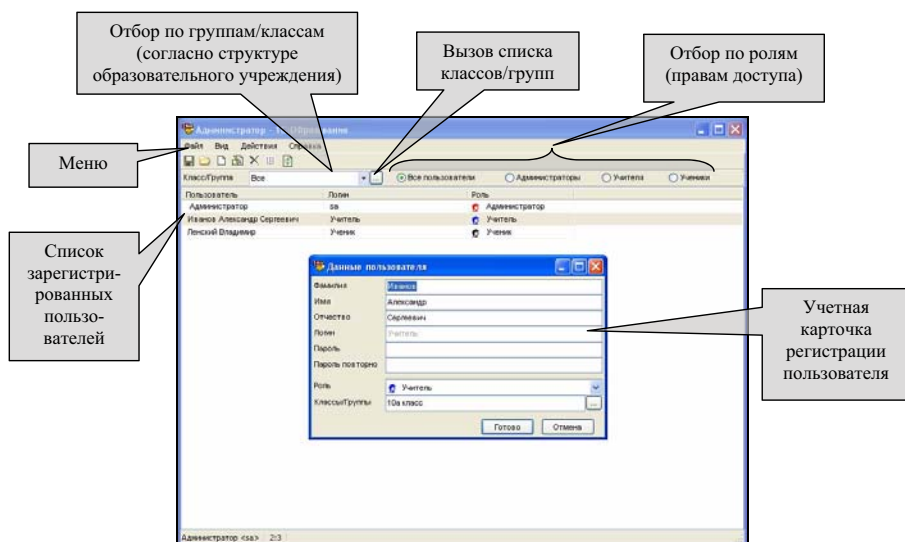 Отбор по группам/классам
(согласно структуре
образовательного учреждения)
Вызов списка
классов/групп
Отбор по ролям
(правам доступа)
Меню
Список
зарегистри-
рованных
пользо-
вателей
Учетная
карточка
регистрации
пользователя
Администратор -
Файл Вид Действия Справка
Класс/Группа Все ... Все пользователи Администраторы Учителя Ученики
Пользователь Логин Роль
Администратор sa Администратор
Иванов Александр Сергеевич Учитель Учитель
Ленский Владимир Ученик Ученик
Данные пользователя
Фамилия Иванов
Имя Александр
Отчество Сергеевич
Логин Учитель
Пароль
Пароль повторно
Роль Учитель
Классы/Группы 10а класс ...
Готово Отмена
Администратор <sa> 2:3